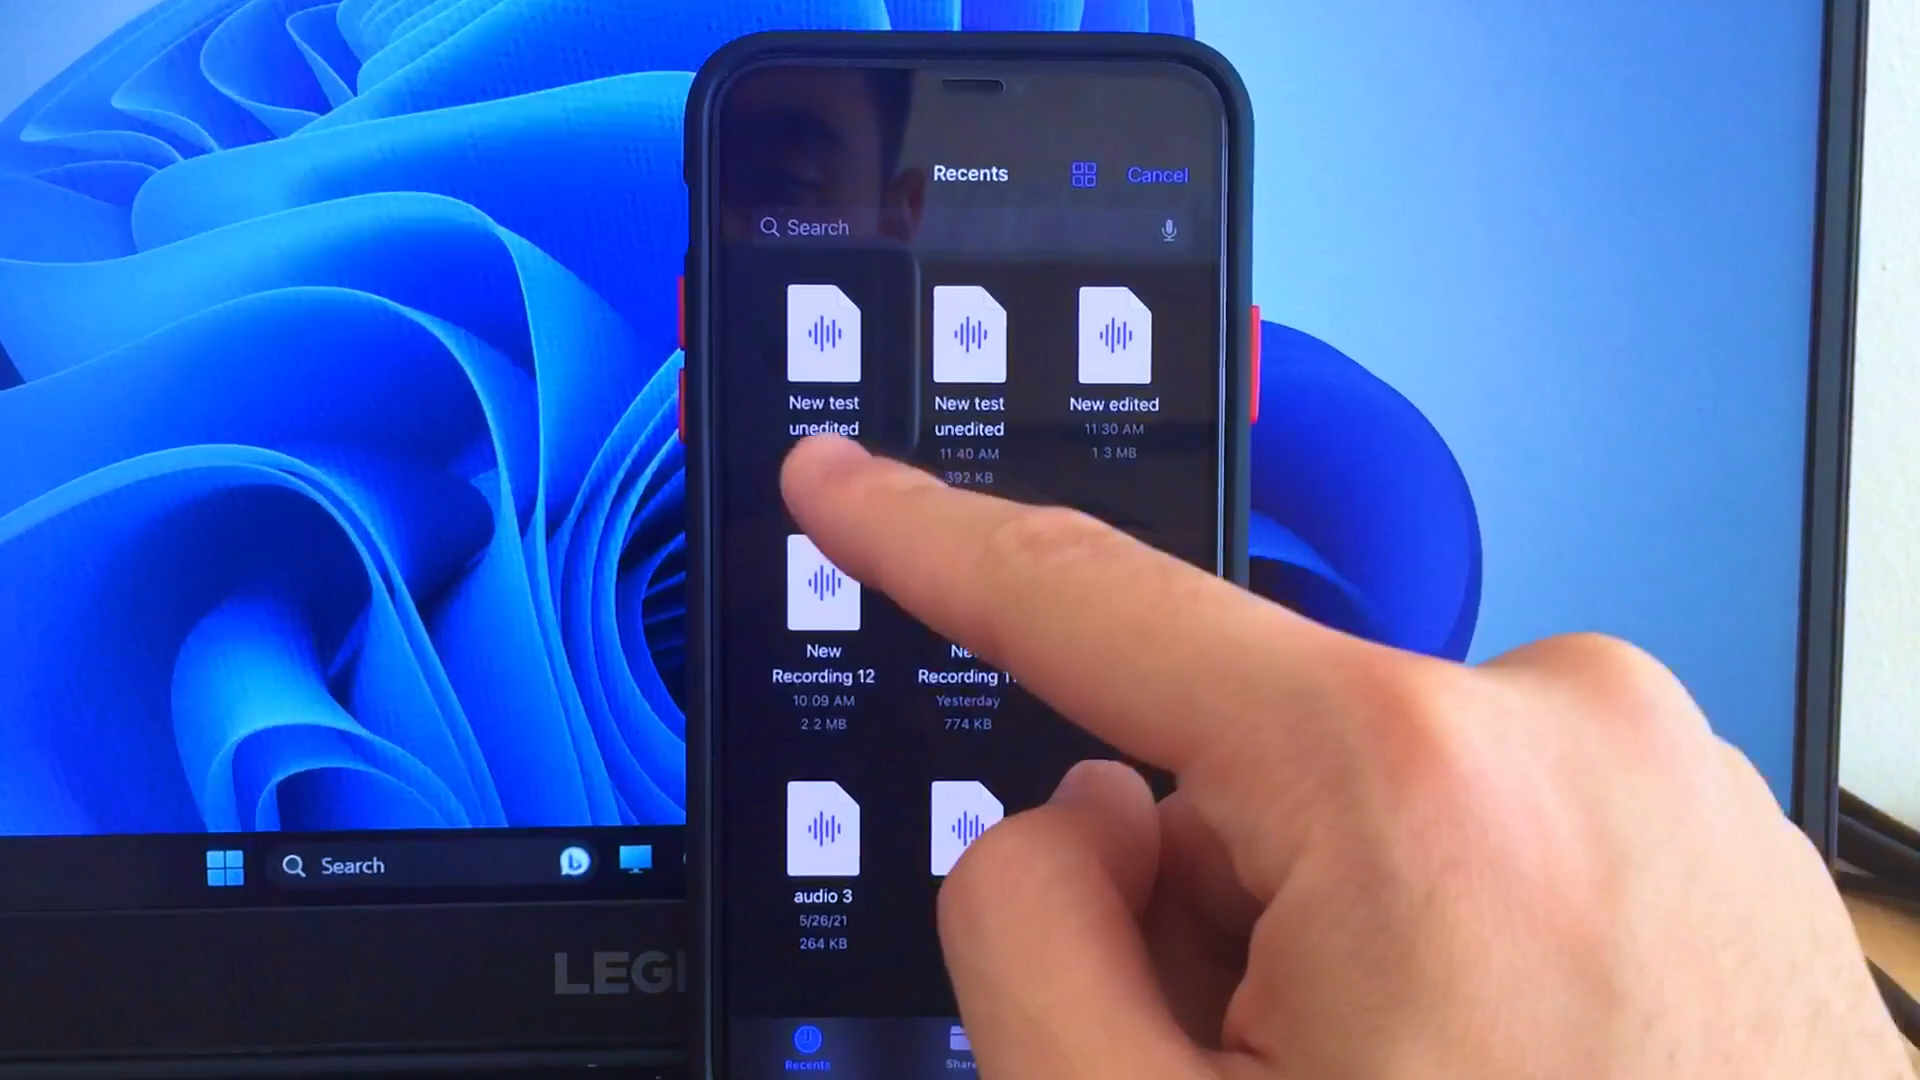 Recents
Cancel
Search
New test
unedited
New test
unedited
11:40 AM
392 KB
New edited
11:30 AM
1.3 MB
New
Recording 12
10:09 AM
2.2 MB
Recording
Yesterday
774 KB
audio 3
5/26/21
264 KB
Recents
Search